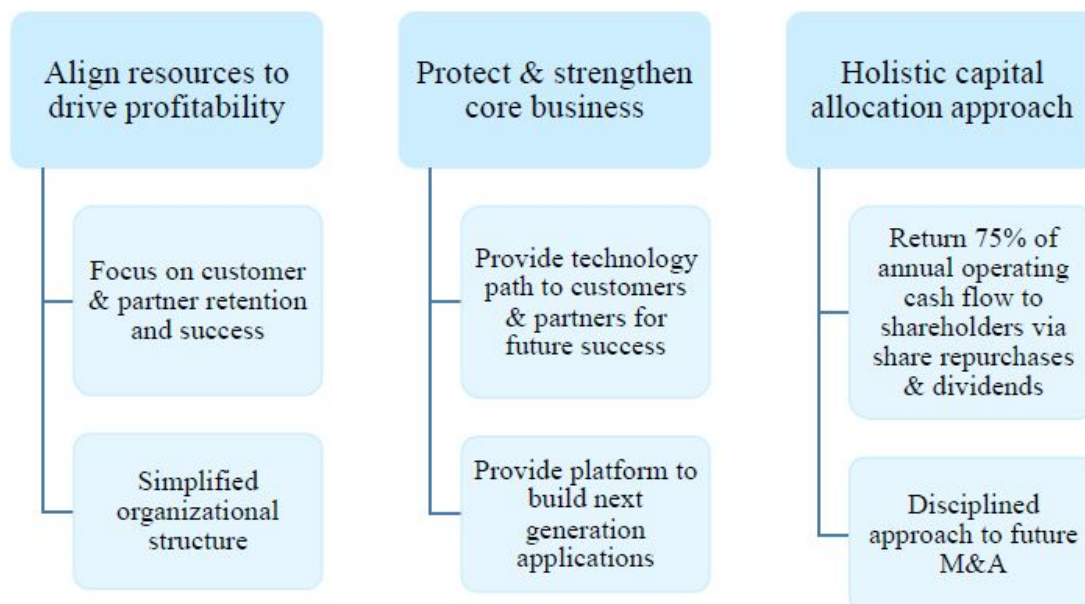 Align resources to
drive profitability
Focus on customer
& partner retention
and success
Simplified
organizational
structure
Protect & strengthen
core business
Provide technology
path to customers
& partners for
future success
Provide platform to
build next
generation
applications
Holistic capital
allocation approach
Return 75% of
annual operating
cash flow to
shareholders via
share repurchases
& dividends
Disciplined
approach to future
M&A